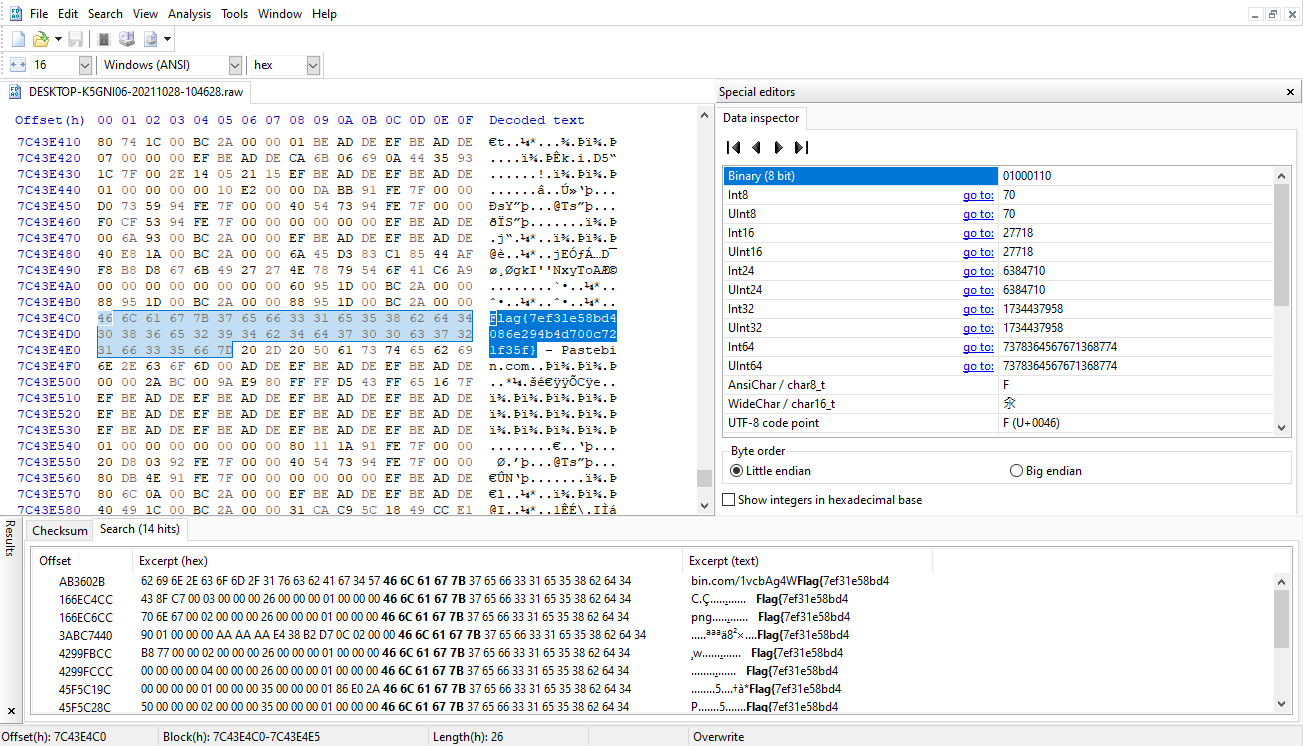 File Edit Search View Analysis Tools Window Help
16 Windows (ANSI) hex
DESKTOP-K5GNI06-20211028-104628.raw
Offset(h) 00 01 02 03 04 05 06 07 08 09 0A 0B 0C 0D 0E 0F Decoded text
7C43E410 80 74 1C 00 BC 2A 00 00 01 BE AD DE EF BE AD DE €t..¼*...¾.Þï¾.Þ
7C43E420 07 00 00 00 EF BE AD DE CA 6B 06 69 0A 44 35 93 ....ï¾.ÞÊk.i.D5“
7C43E430 1C 7F 00 2E 14 05 21 15 EF BE AD DE EF BE AD DE ......!.ï¾.Þï¾.Þ
7C43E440 01 00 00 00 00 10 E2 00 00 DA BB 91 FE 7F 00 00 ......â..Ú»‘þ...
7C43E450 D0 73 59 94 FE 7F 00 00 40 54 73 94 FE 7F 00 00 ÐsY”þ...@Ts”þ...
7C43E460 F0 CF 53 94 FE 7F 00 00 00 00 00 00 EF BE AD DE ðÏS”þ.......ï¾.Þ
7C43E470 00 6A 93 00 BC 2A 00 00 EF BE AD DE EF BE AD DE .j“.¼*..ï¾.Þï¾.Þ
7C43E480 40 E8 1A 00 BC 2A 00 00 6A 45 D3 83 C1 85 44 AF @è..¼*..jEÓƒÁ…D¯
7C43E490 F8 B8 D8 67 6B 49 27 27 4E 78 79 54 6F 41 C6 A9 ø¸ØgkI''NxyToAÆ©
7C43E4A0 00 00 00 00 00 00 00 00 60 95 1D 00 BC 2A 00 00 ........`•..¼*..
7C43E4B0 88 95 1D 00 BC 2A 00 00 88 95 1D 00 BC 2A 00 00 ˆ•..¼*..ˆ•..¼*..
7C43E4C0 46 6C 61 67 7B 37 65 66 33 31 65 35 38 62 64 34 Flag{7ef31e58bd4
7C43E4D0 30 38 36 65 32 39 34 62 34 64 37 30 30 63 37 32 086e294b4d700c72
7C43E4E0 31 66 33 35 66 7D 20 2D 20 50 61 73 74 65 62 69 1f35f} - Pastebi
7C43E4F0 6E 2E 63 6F 6D 00 AD DE EF BE AD DE EF BE AD DE n.com..Þï¾.Þï¾.Þ
7C43E500 00 00 2A BC 00 9A E9 80 FF FF D5 43 FF 65 16 7F ..*¼.šé€ÿÿÕCÿe..
7C43E510 EF BE AD DE EF BE AD DE EF BE AD DE EF BE AD DE ï¾.Þï¾.Þï¾.Þï¾.Þ
7C43E520 EF BE AD DE EF BE AD DE EF BE AD DE EF BE AD DE ï¾.Þï¾.Þï¾.Þï¾.Þ
7C43E530 EF BE AD DE EF BE AD DE EF BE AD DE EF BE AD DE ï¾.Þï¾.Þï¾.Þï¾.Þ
7C43E540 01 00 00 00 00 00 00 00 80 11 1A 91 FE 7F 00 00 ........€..‘þ...
7C43E550 20 D8 03 92 FE 7F 00 00 40 54 73 94 FE 7F 00 00 Ø.’þ...@Ts”þ...
7C43E560 80 DB 4E 91 FE 7F 00 00 00 00 00 00 EF BE AD DE €ÛN‘þ.......ï¾.Þ
7C43E570 80 6C 0A 00 BC 2A 00 00 EF BE AD DE EF BE AD DE €l..¼*..ï¾.Þï¾.Þ
7C43E580 40 49 1C 00 BC 2A 00 00 31 CA C9 5C 18 49 CC E1 @I..¼*..1ÊÉ\.IÌá
Special editors
Data inspector
Binary (8 bit) 01000110
Int8 go to: 70
UInt8 go to: 70
Int16 go to: 27718
UInt16 go to: 27718
Int24 go to: 6384710
UInt24 go to: 6384710
Int32 go to: 1734437958
UInt32 go to: 1734437958
Int64 go to: 7378364567671368774
UInt64 go to: 7378364567671368774
AnsiChar / char8_t F
WideChar / char16_t 汆
UTF-8 code point F (U+0046)
Byte order
Little endian Big endian
Show integers in hexadecimal base
Results
Checksum Search (14 hits)
Offset Excerpt (hex) Excerpt (text)
AB3602B 62 69 6E 2E 63 6F 6D 2F 31 76 63 62 41 67 34 57 46 6C 61 67 7B 37 65 66 33 31 65 35 38 62 64 34 bin.com/1vcbAg4WFlag{7ef31e58bd4
166EC4CC 43 8F C7 00 03 00 00 00 26 00 00 00 01 00 00 00 46 6C 61 67 7B 37 65 66 33 31 65 35 38 62 64 34 C.Ç............. Flag{7ef31e58bd4
166EC6CC 70 6E 67 00 02 00 00 00 26 00 00 00 01 00 00 00 46 6C 61 67 7B 37 65 66 33 31 65 35 38 62 64 34 png............. Flag{7ef31e58bd4
3ABC7440 90 01 00 00 00 AA AA AA E4 38 B2 D7 0C 02 00 00 46 6C 61 67 7B 37 65 66 33 31 65 35 38 62 64 34 .....ªªªä8²×....Flag{7ef31e58bd4
4299FBCC B8 77 00 00 02 00 00 00 26 00 00 00 01 00 00 00 46 6C 61 67 7B 37 65 66 33 31 65 35 38 62 64 34 ¸w............. Flag{7ef31e58bd4
4299FCCC 00 00 00 00 04 00 00 00 26 00 00 00 01 00 00 00 46 6C 61 67 7B 37 65 66 33 31 65 35 38 62 64 34 ............... Flag{7ef31e58bd4
45F5C19C 00 00 00 00 01 00 00 00 35 00 00 00 01 86 E0 2A 46 6C 61 67 7B 37 65 66 33 31 65 35 38 62 64 34 ........5....†à*Flag{7ef31e58bd4
45F5C28C 50 00 00 00 02 00 00 00 35 00 00 00 01 00 00 00 46 6C 61 67 7B 37 65 66 33 31 65 35 38 62 64 34 P.......5.......Flag{7ef31e58bd4
Offset(h): 7C43E4C0 Block(h): 7C43E4C0-7C43E4E5 Length(h): 26 Overwrite